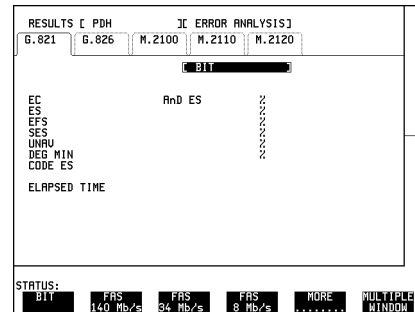 RESULTS [ PDH ][ ERROR ANALYSIS]
G.821 G.826 M.2100 M.2110 M.2120
[ BIT ]
EC AnD ES %
ES %
EFS %
SES %
UNAV %
DEG MIN %
CODE ES
ELAPSED TIME
STATUS:
BIT FAS 140 Mb/s FAS 34 Mb/s FAS 8 Mb/s MORE ........ MULTIPLE WINDOW